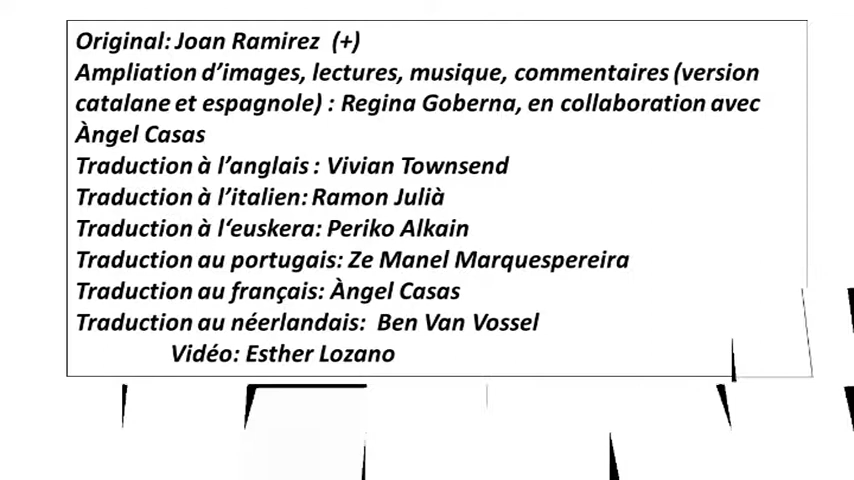 Original: Joan Ramirez (+)
Ampliation d’images, lectures, musique, commentaires (version
catalane et espagnole) : Regina Goberna, en collaboration avec
Àngel Casas
Traduction à l’anglais : Vivian Townsend
Traduction à l’italien: Ramon Julià
Traduction à l‘euskera: Periko Alkain
Traduction au portugais: Ze Manel Marquespereira
Traduction au français: Àngel Casas
Traduction au néerlandais: Ben Van Vossel
Vidéo: Esther Lozano